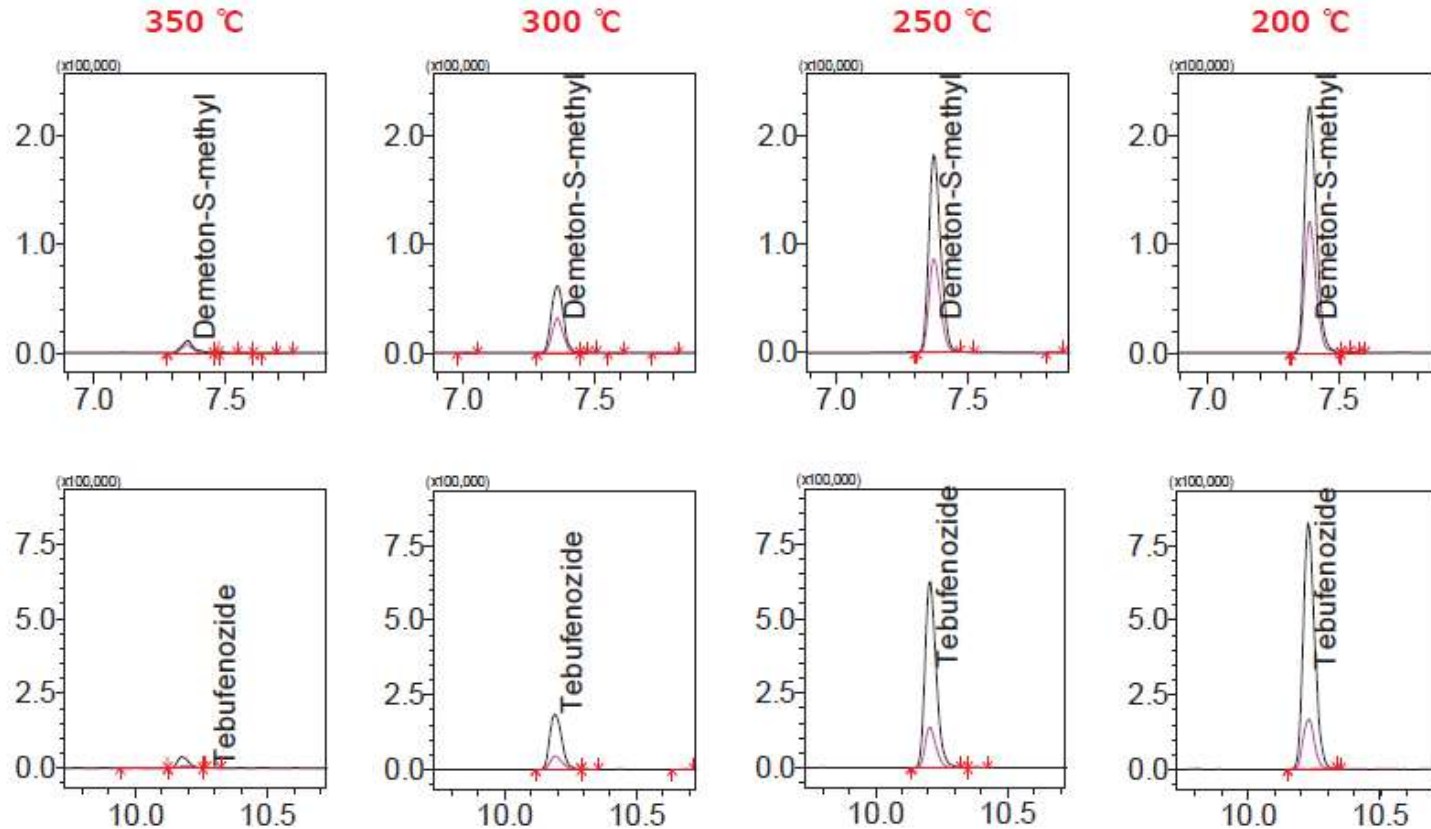 350 ℃ 300 ℃ 250 ℃ 200 ℃
(x100,000) (x100,000) (x100,000) (x100,000)
Demeton-S-methyl Demeton-S-methyl Demeton-S-methyl Demeton-S-methyl
2.0 2.0 2.0 2.0
1.0 1.0 1.0 1.0
0.0 0.0 0.0 0.0
7.0 7.5 7.0 7.5 7.0 7.5 7.0 7.5
(x100,000) (x100,000) (x100,000) (x100,000)
Tebufenozide Tebufenozide Tebufenozide Tebufenozide
7.5 7.5 7.5 7.5
5.0 5.0 5.0 5.0
2.5 2.5 2.5 2.5
0.0 0.0 0.0 0.0
10.0 10.5 10.0 10.5 10.0 10.5 10.0 10.5